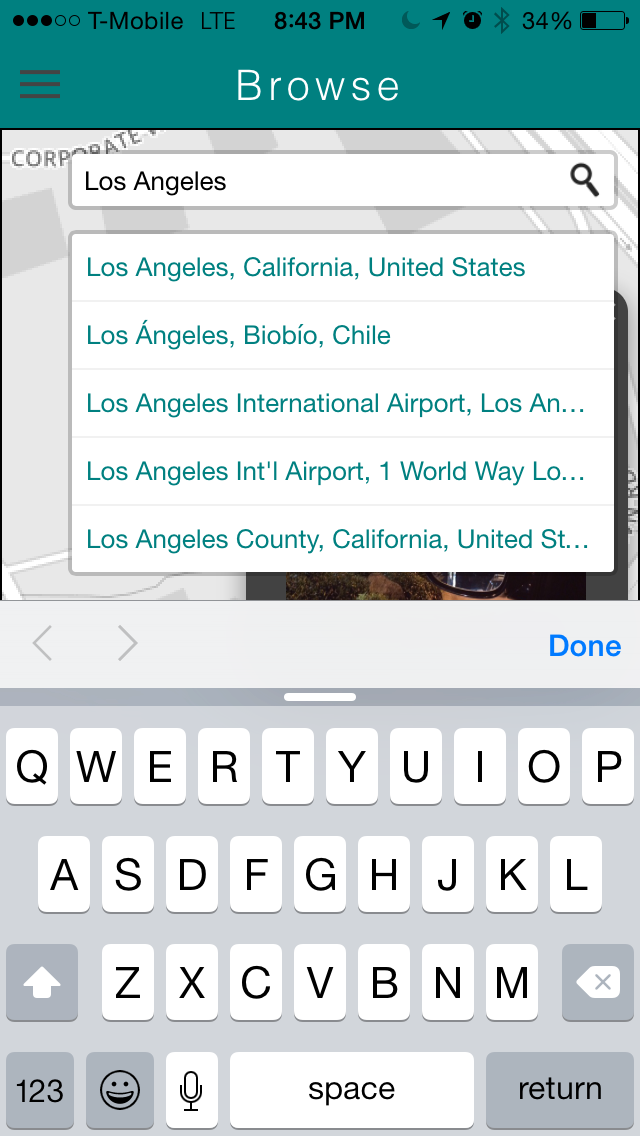 T-Mobile LTE 8:43 PM 34%
Browse
CORPORATE
Los Angeles
Los Angeles, California, United States
Los Ángeles, Biobío, Chile
Los Angeles International Airport, Los An…
Los Angeles Int'l Airport, 1 World Way Lo…
Los Angeles County, California, United St…
RD
Done
Q W E R T Y U I O P
A S D F G H J K L
Z X C V B N M
123 space return